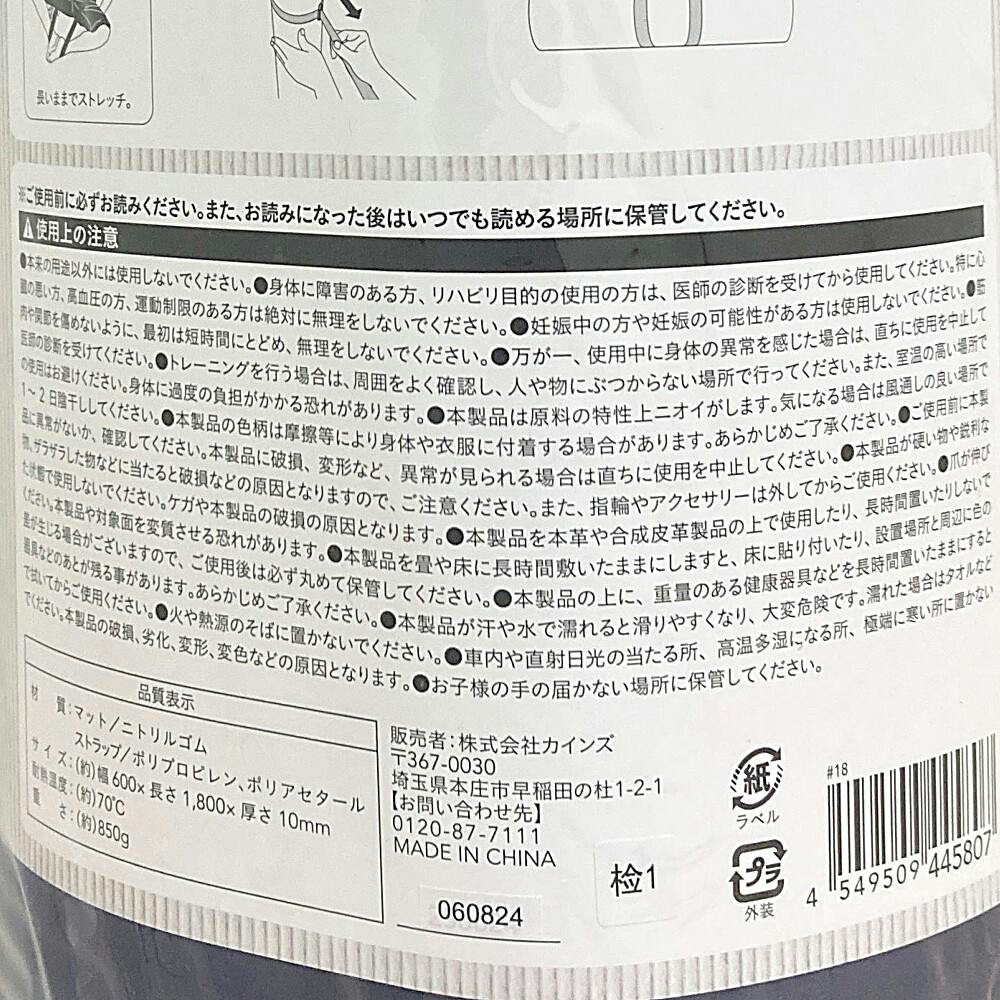 長いままでストレッチ。
※ご使用前に必ずお読みください。また、お読みになった後はいつでも読める場所に保管してください。
使用上の注意
●本来の用途以外には使用しないでください。●身体に障害のある方、リハビリ目的の使用の方は、医師の診断を受けてから使用してください。特に心
臓の悪い方、高血圧の方、運動制限のある方は絶対に無理をしないでください。●妊娠中の方や妊娠の可能性がある方は使用しないでください。●筋
肉や関節を傷めないように、最初は短時間にとどめ、無理をしないでください。●万が一、使用中に身体の異常を感じた場合は、直ちに使用を中止して
医師の診断を受けてください。●トレーニングを行う場合は、周囲をよく確認し、人や物にぶつからない場所で行ってください。また、室温の高い場所で
の使用はお避けください。身体に過度の負担がかかる恐れがあります。●本製品は原料の特性上ニオイがします。気になる場合は風通しの良い場所で
1～2日陰干ししてください。●本製品の色柄は摩擦等により身体や衣服に付着する場合があります。あらかじめご了承ください。●ご使用前に本製
品に異常がないか、確認してください。本製品に破損、変形など、異常が見られる場合は直ちに使用を中止してください。●本製品が硬い物や鋭利な
物、ザラザラした物などに当たると破損などの原因となりますので、ご注意ください。また、指輪やアクセサリーは外してからご使用ください。●爪が伸び
た状態で使用しないでください。ケガや本製品の破損の原因となります。●本製品を本革や合成皮革製品の上で使用したり、長時間置いたりしないで
ください。本製品や対象面を変質させる恐れがあります。●本製品を畳や床に長時間敷いたままにしますと、床に貼り付いたり、設置場所と周辺に色の
差が生じる場合がございますので、ご使用後は必ず丸めて保管してください。●本製品の上に、重量のある健康器具などを長時間置いたままにすると
器具などのあとが残る事があります。あらかじめご了承ください。●本製品が汗や水で濡れると滑りやすくなり、大変危険です。濡れた場合はタオルなど
で拭いてからご使用ください。●火や熱源のそばに置かないでください。●車内や直射日光の当たる所、高温多湿になる所、極端に寒い所に置かない
でください。本製品の破損、劣化、変形、変色などの原因となります。●お子様の手の届かない場所に保管してください。
品質表示
材質:マット/ニトリルゴム
ストラップ/ポリプロピレン、ポリアセタール
サイズ:(約)幅600×長さ1,800×厚さ10mm
耐熱温度:(約)70℃
重さ:(約)850g
販売者:株式会社カインズ
〒367-0030
埼玉県本庄市早稲田の杜1-2-1
【お問い合わせ先】
0120-87-7111
MADE IN CHINA
060824
检1
紙
ラベル
プラ
外装
#18
4 549509 445807